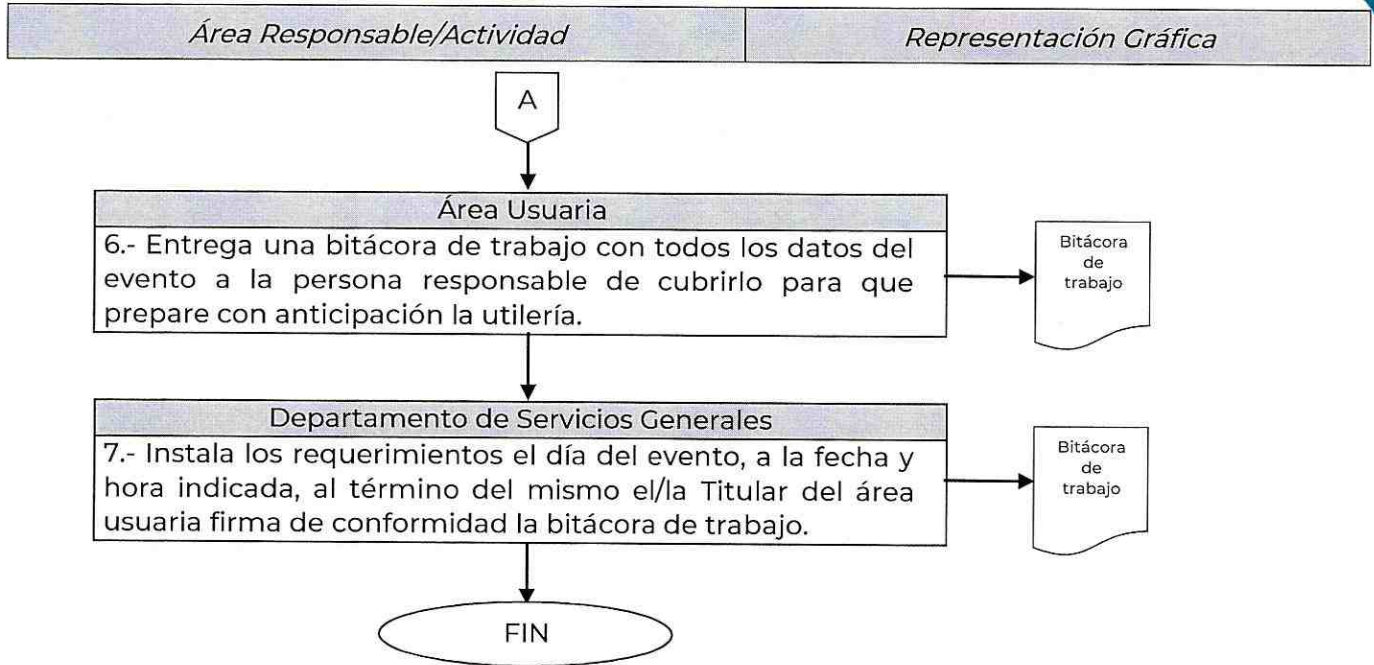 Área Responsable/Actividad
Representación Gráfica
A
Área Usuaria
6.- Entrega una bitácora de trabajo con todos los datos del
evento a la persona responsable de cubrirlo para que
prepare con anticipación la utilería.
Bitácora
de
trabajo
Departamento de Servicios Generales
7.- Instala los requerimientos el día del evento, a la fecha y
hora indicada, al término del mismo el/la Titular del área
usuaria firma de conformidad la bitácora de trabajo.
Bitácora
de
trabajo
FIN